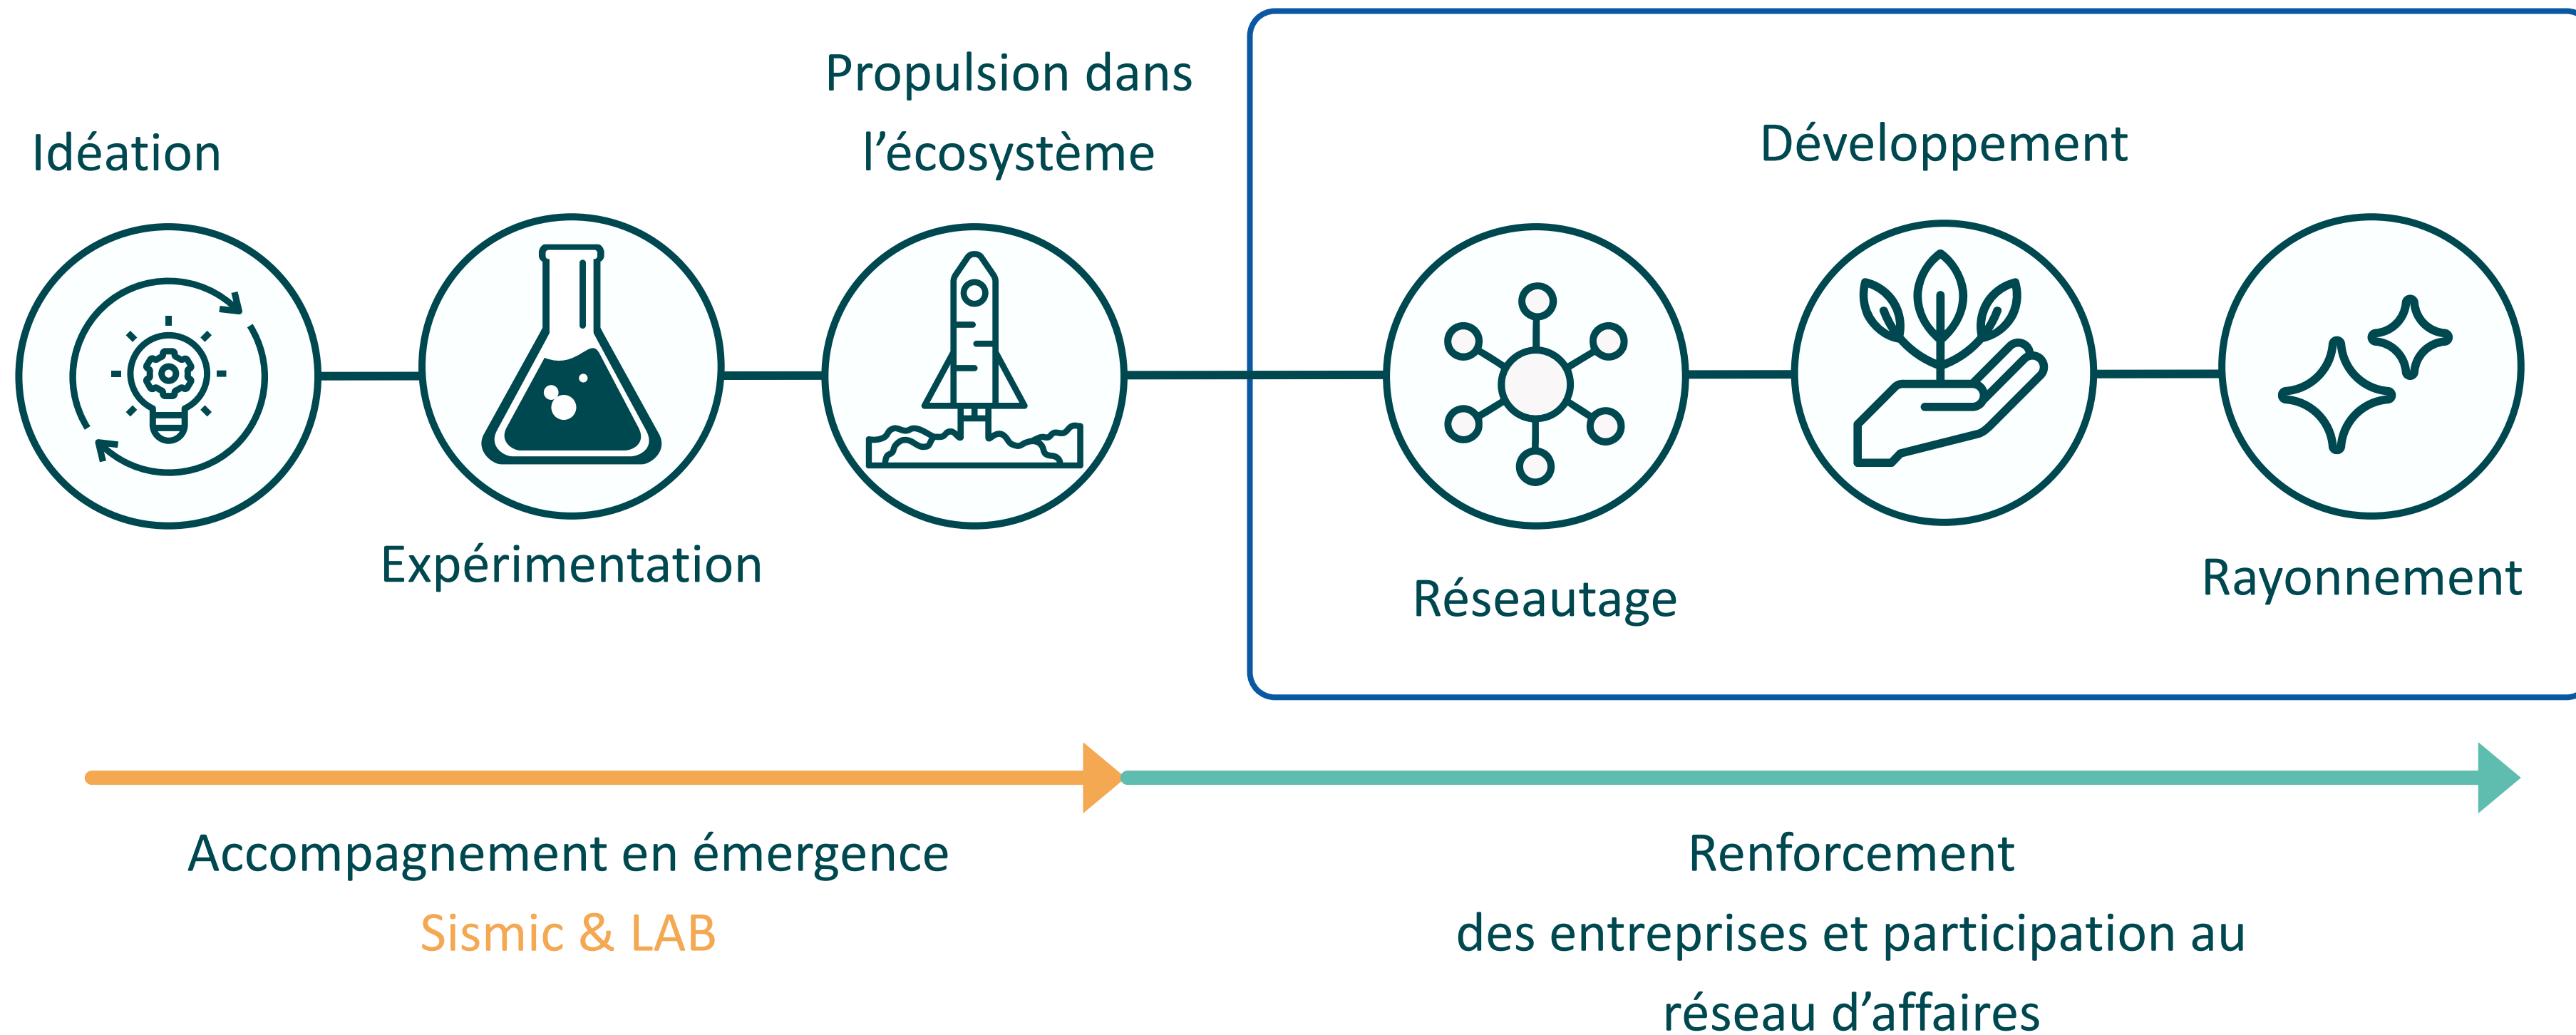 Idéation
Expérimentation
Propulsion dans
l’écosystème
Réseautage
Développement
Rayonnement
Accompagnement en émergence
Sismic & LAB
Renforcement
des entreprises et participation au
réseau d’affaires